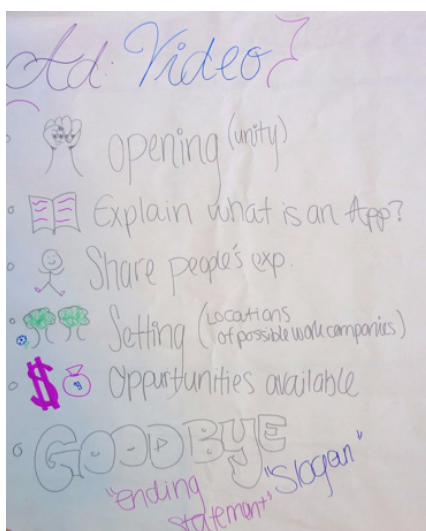 Ad: Video
opening (unity)
Explain what is an App?
Share people's exp.
Setting (Locations
of possible work companies)
$ Oppurtunities available
GOODBYE
"ending
statement" "Slogan"